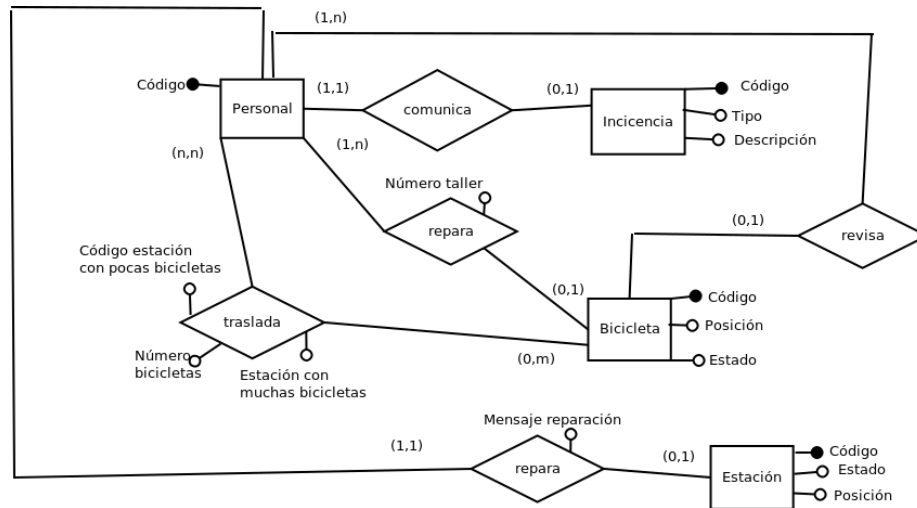 (1,n)
Código
Personal
(1,1)
comunica
(0,1)
Incicencia
Código
Tipo
Descripción
(n,n)
(1,n)
Número taller
repara
(0,1)
revisa
Código estación
con pocas bicicletas
traslada
(0,1)
Bicicleta
Código
Posición
Estado
Número
bicicletas
Estación con
muchas bicicletas
(0,m)
Mensaje reparación
(1,1)
repara
(0,1)
Estación
Código
Estado
Posición